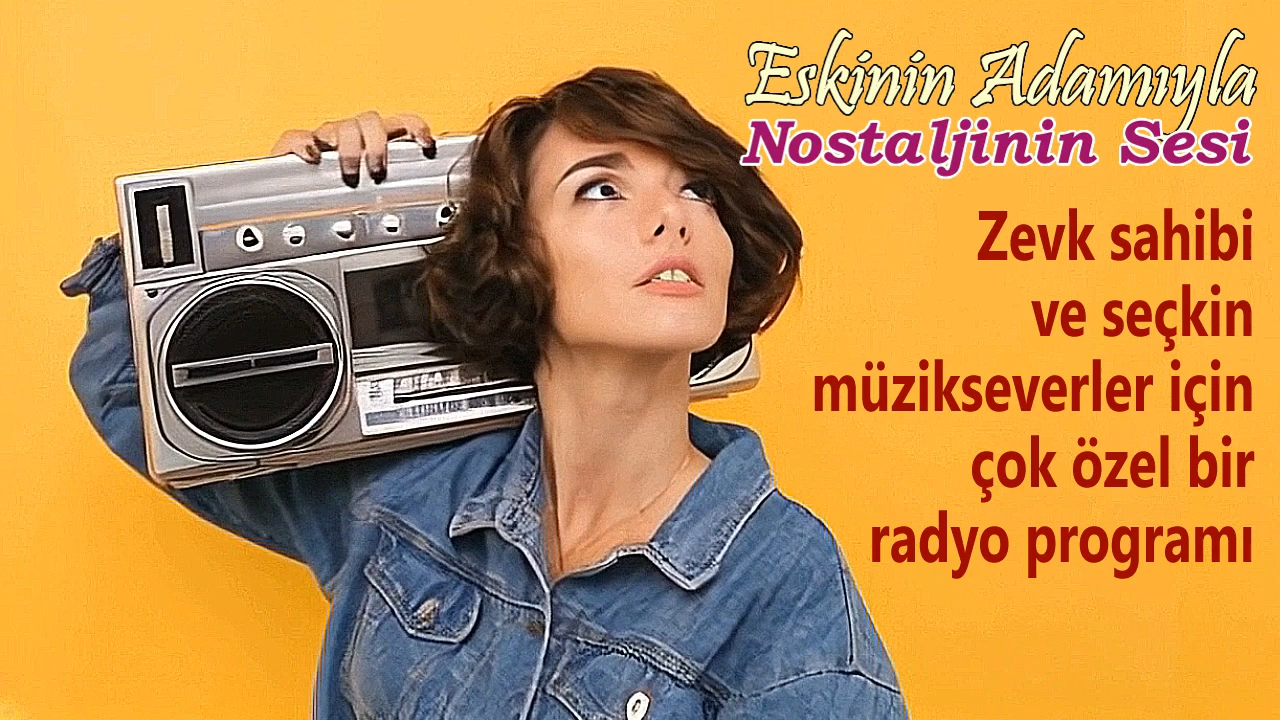 Eskinin Adamıyla
Nostaljinin Sesi
Zevk sahibi
ve seçkin
müzikseverler için
çok özel bir
radyo programı